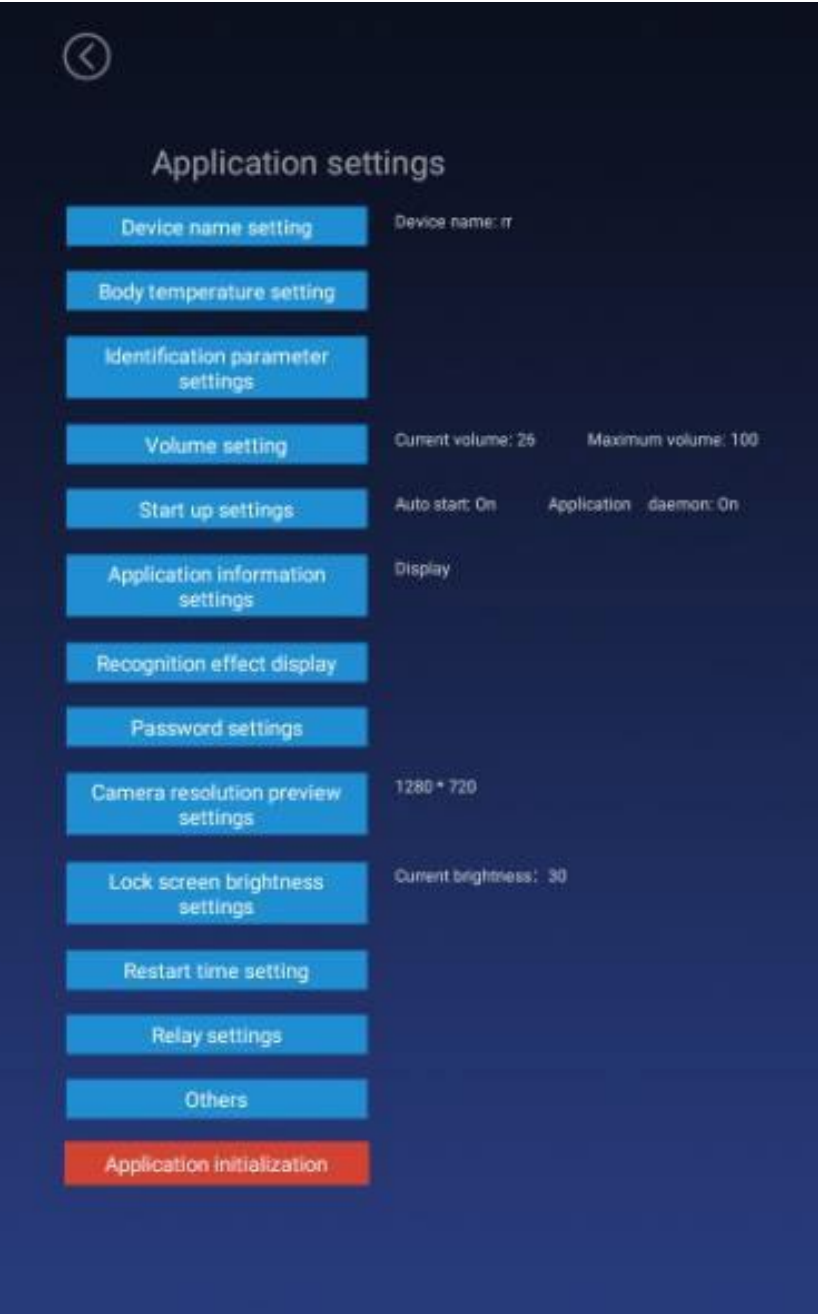 Application settings
Device name setting
Device name: rr
Body temperature setting
Identification parameter
settings
Volume setting
Current volume: 26 Maximum volume: 100
Start up settings
Auto start: On Application daemon: On
Application information
settings
Display
Recognition effect display
Password settings
Camera resolution preview
settings
1280 * 720
Lock screen brightness
settings
Current brightness: 30
Restart time setting
Relay settings
Others
Application initialization